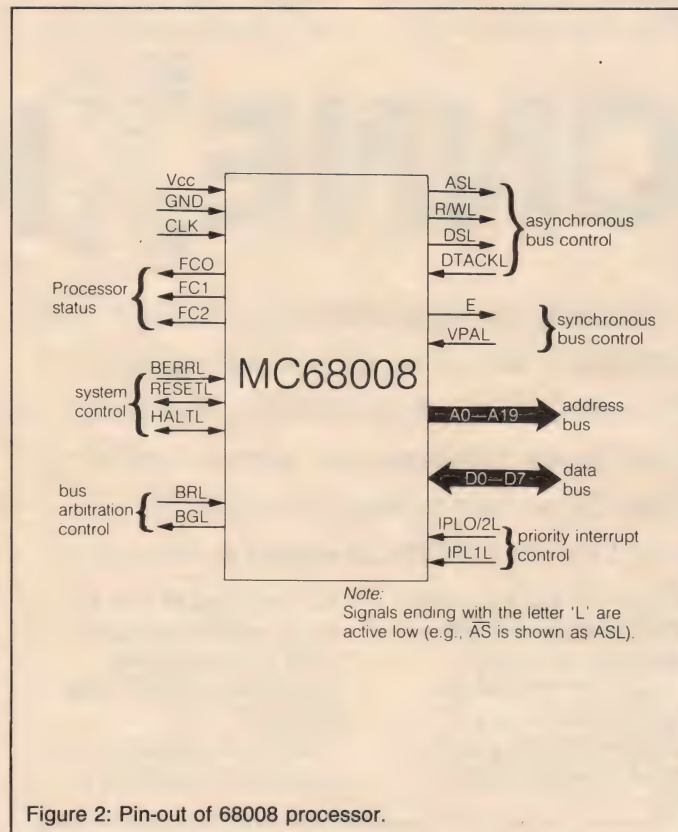 Vcc
GND
CLK
FCO
FC1
FC2
Processor
status
BERRL
RESETL
HALTL
system
control
BRL
BGL
bus
arbitration
control
MC68008
ASL
R/WL
DSL
DTACKL
asynchronous
bus control
E
VPAL
synchronous
bus control
A0—A19
address
bus
D0—D7
data
bus
IPLO/2L
IPL1L
priority interrupt
control
Note:
Signals ending with the letter 'L' are
active low (e.g., A̅S̅ is shown as ASL).
Figure 2: Pin-out of 68008 processor.